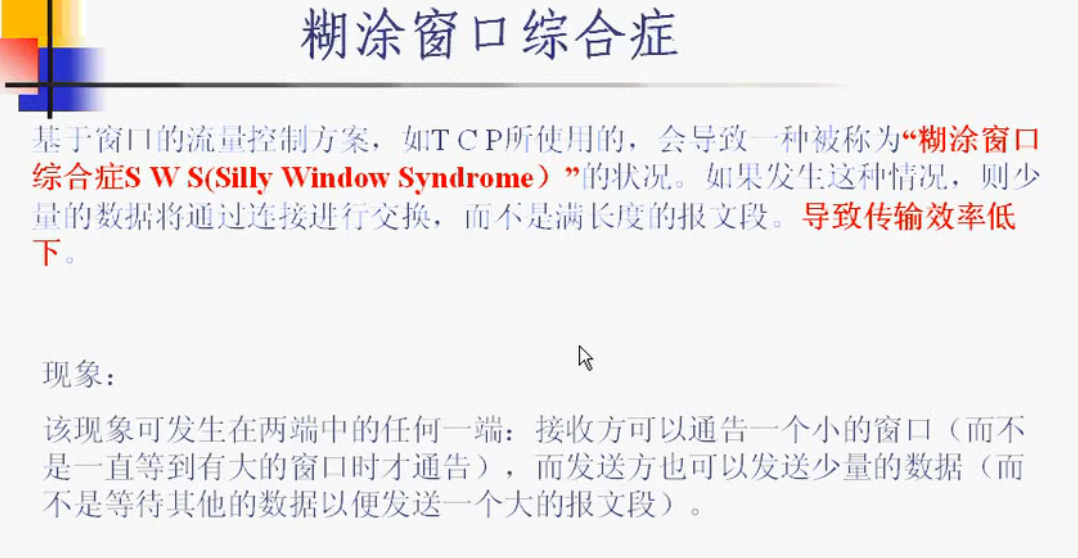 糊涂窗口综合症
基于窗口的流量控制方案，如T C P所使用的，会导致一种被称为“糊涂窗口
综合症S W S(Silly Window Syndrome）”的状况。如果发生这种情况，则少
量的数据将通过连接进行交换，而不是满长度的报文段。导致传输效率低
下。
现象：
该现象可发生在两端中的任何一端：接收方可以通告一个小的窗口（而不
是一直等到有大的窗口时才通告），而发送方也可以发送少量的数据（而
不是等待其他的数据以便发送一个大的报文段）。